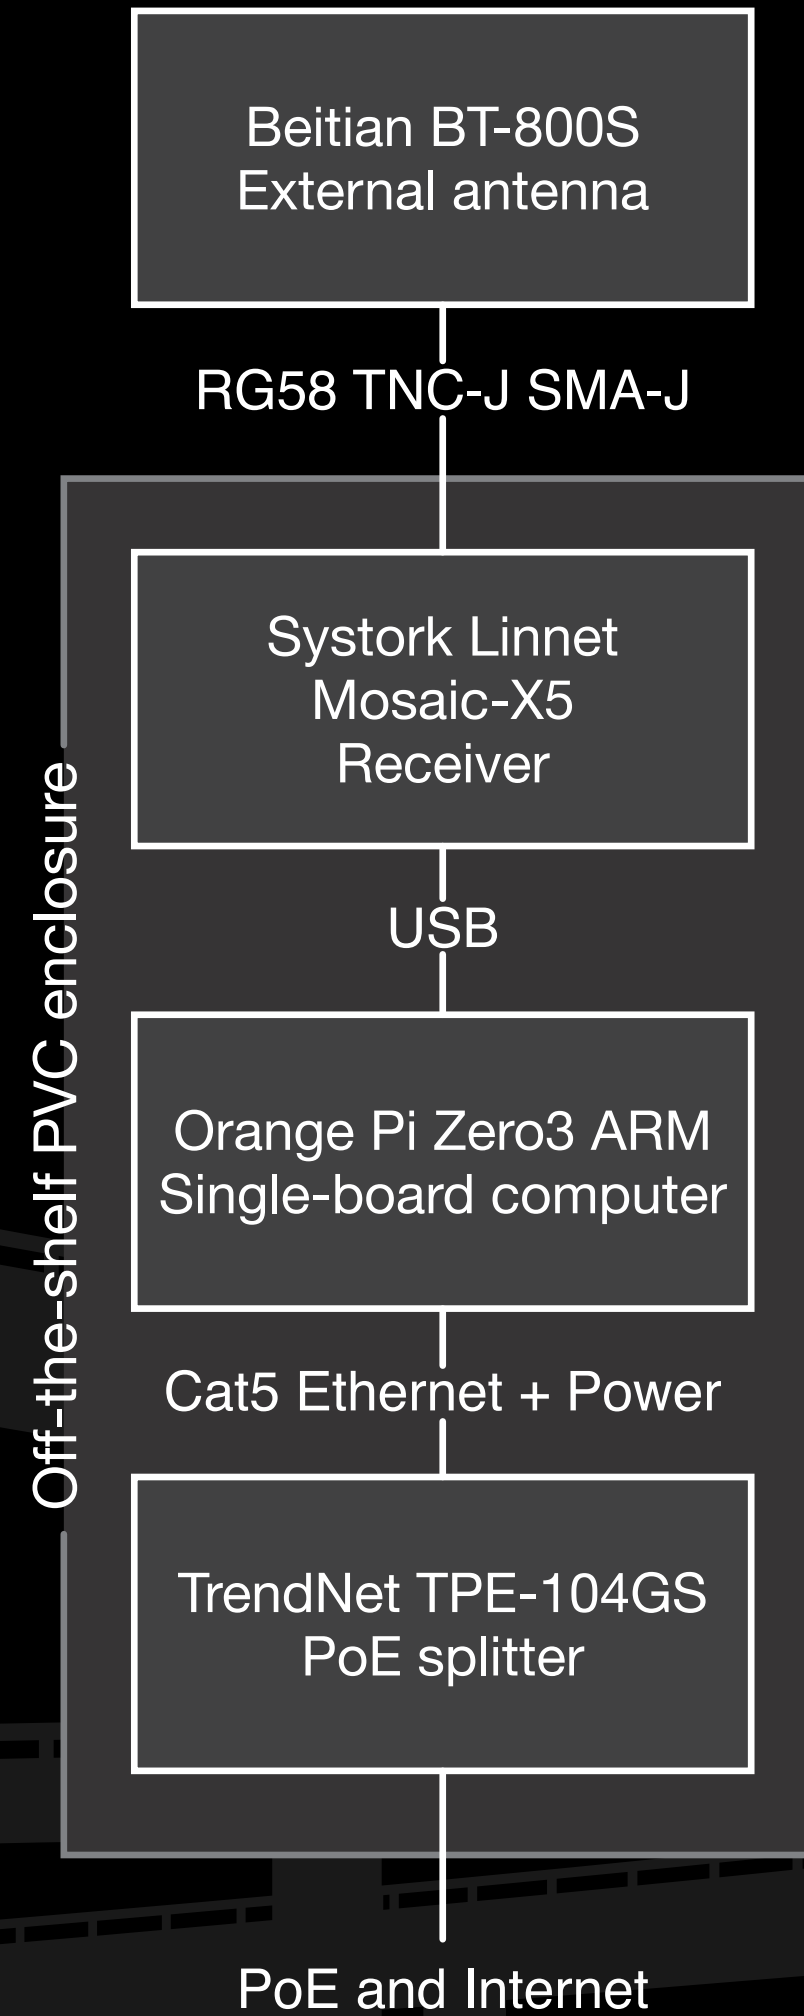 Beitian BT-800S
External antenna
RG58 TNC-J SMA-J
Systork Linnet
Mosaic-X5
Receiver
USB
Off-the-shelf PVC enclosure
Orange Pi Zero3 ARM
Single-board computer
Cat5 Ethernet + Power
TrendNet TPE-104GS
PoE splitter
PoE and Internet